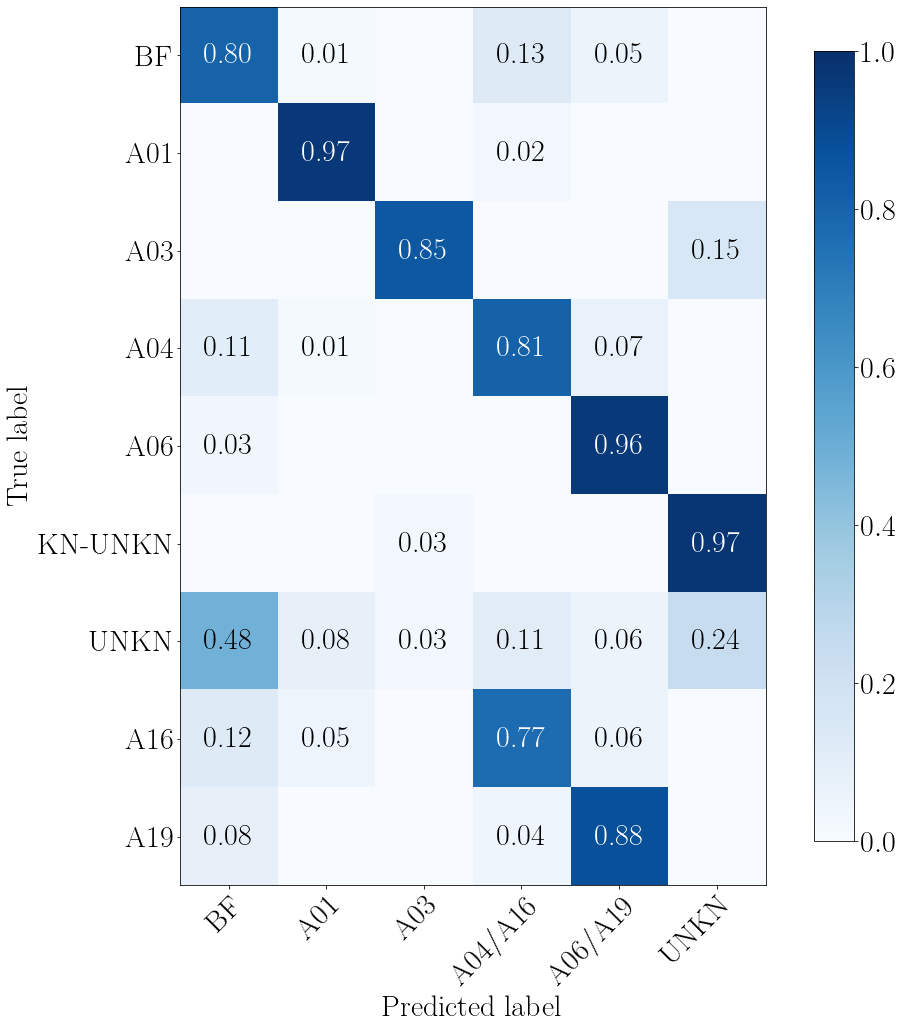 BF 0.80 0.01 0.13 0.05
A01 0.97 0.02
A03 0.85 0.15
A04 0.11 0.01 0.81 0.07
A06 0.03 0.96
KN-UNKN 0.03 0.97
UNKN 0.48 0.08 0.03 0.11 0.06 0.24
A16 0.12 0.05 0.77 0.06
A19 0.08 0.04 0.88
True label
BF A01 A03 A04/A16 A06/A19 UNKN
Predicted label
1.0
0.8
0.6
0.4
0.2
0.0